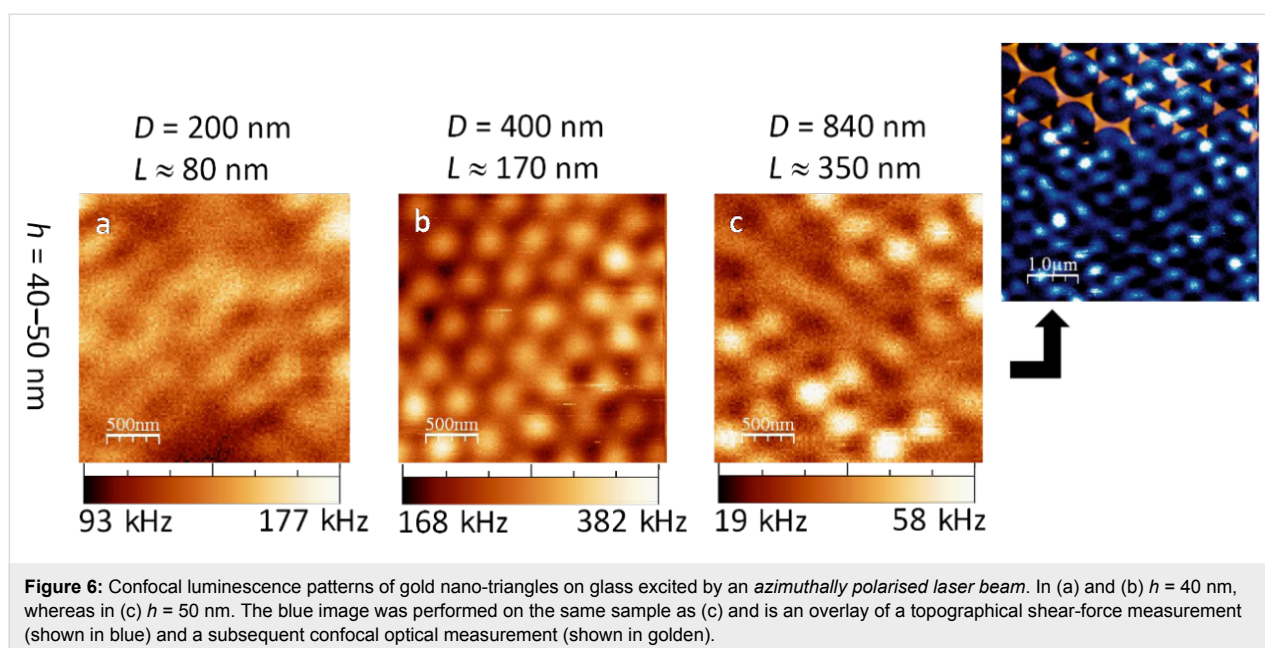 D = 200 nm
L ≈ 80 nm
D = 400 nm
L ≈ 170 nm
D = 840 nm
L ≈ 350 nm
h = 40–50 nm
a
b
c
500nm
500nm
500nm
1,0µm
93 kHz
177 kHz
168 kHz
382 kHz
19 kHz
58 kHz
Figure 6: Confocal luminescence patterns of gold nano-triangles on glass excited by an azimuthally polarised laser beam. In (a) and (b) h = 40 nm,
whereas in (c) h = 50 nm. The blue image was performed on the same sample as (c) and is an overlay of a topographical shear-force measurement
(shown in blue) and a subsequent confocal optical measurement (shown in golden).